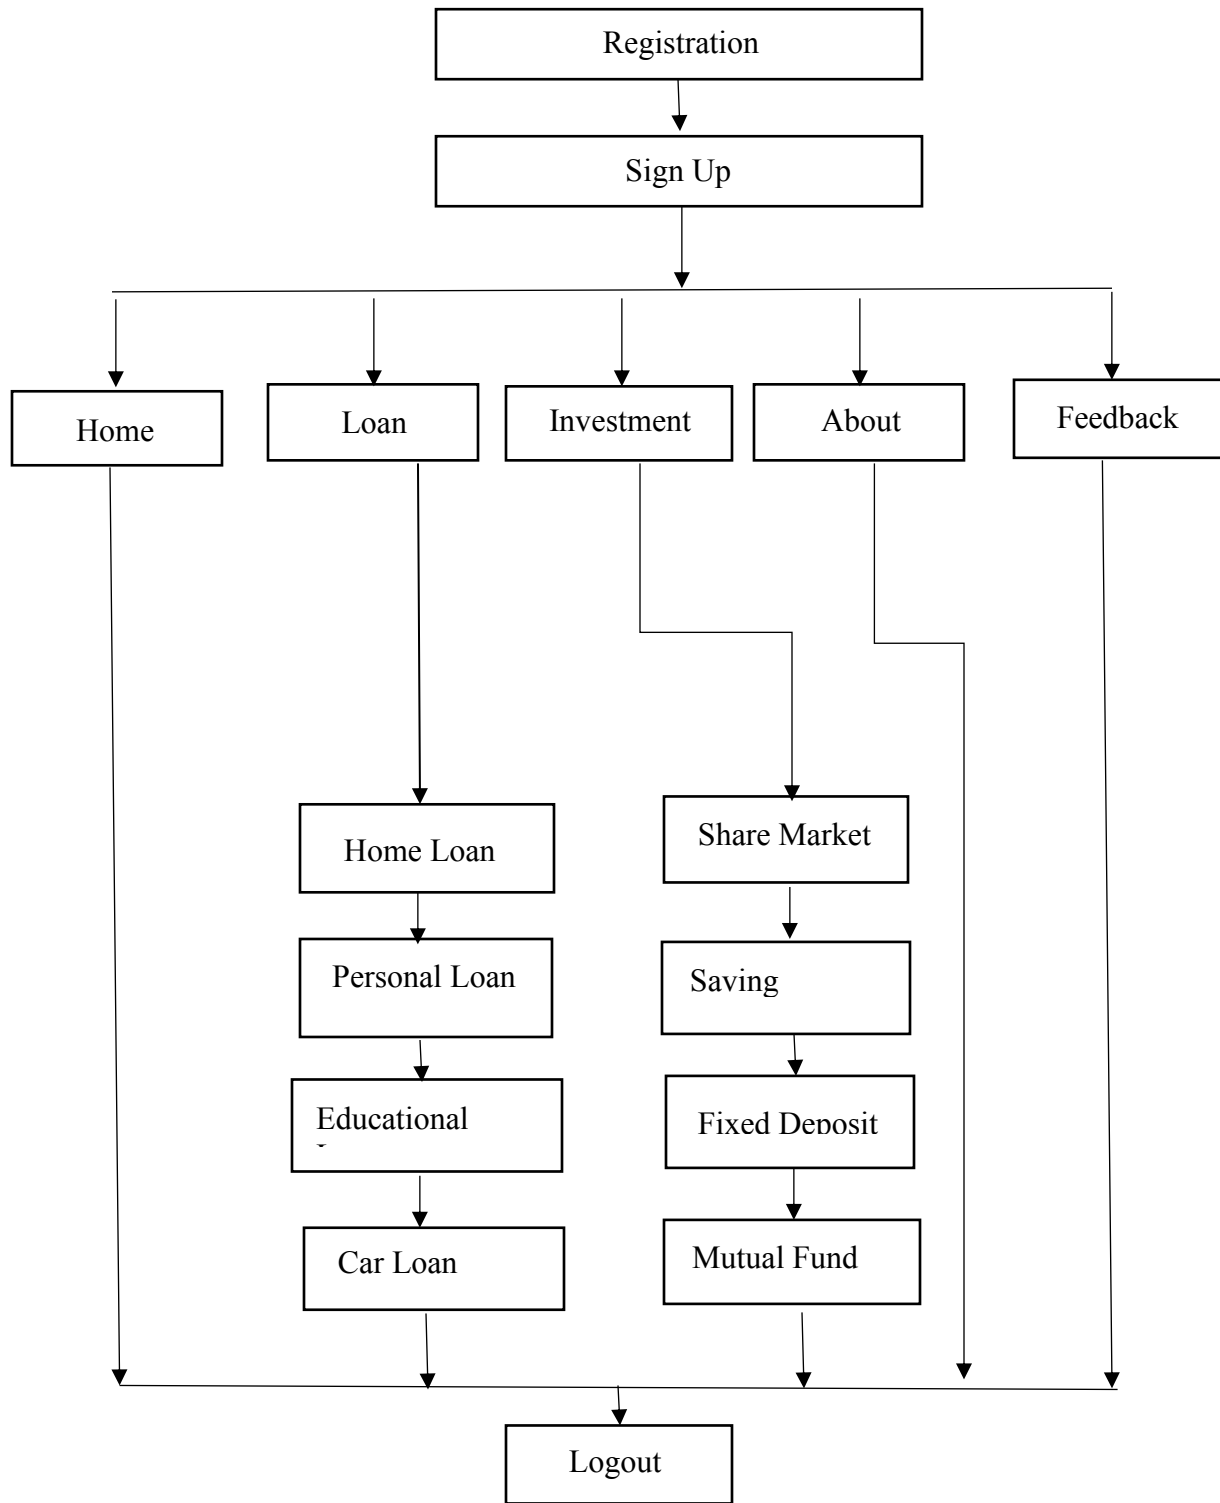 Registration
Sign Up
Home
Loan
Investment
About
Feedback
Home Loan
Share Market
Personal Loan
Saving
Educational
Fixed Deposit
Car Loan
Mutual Fund
Logout